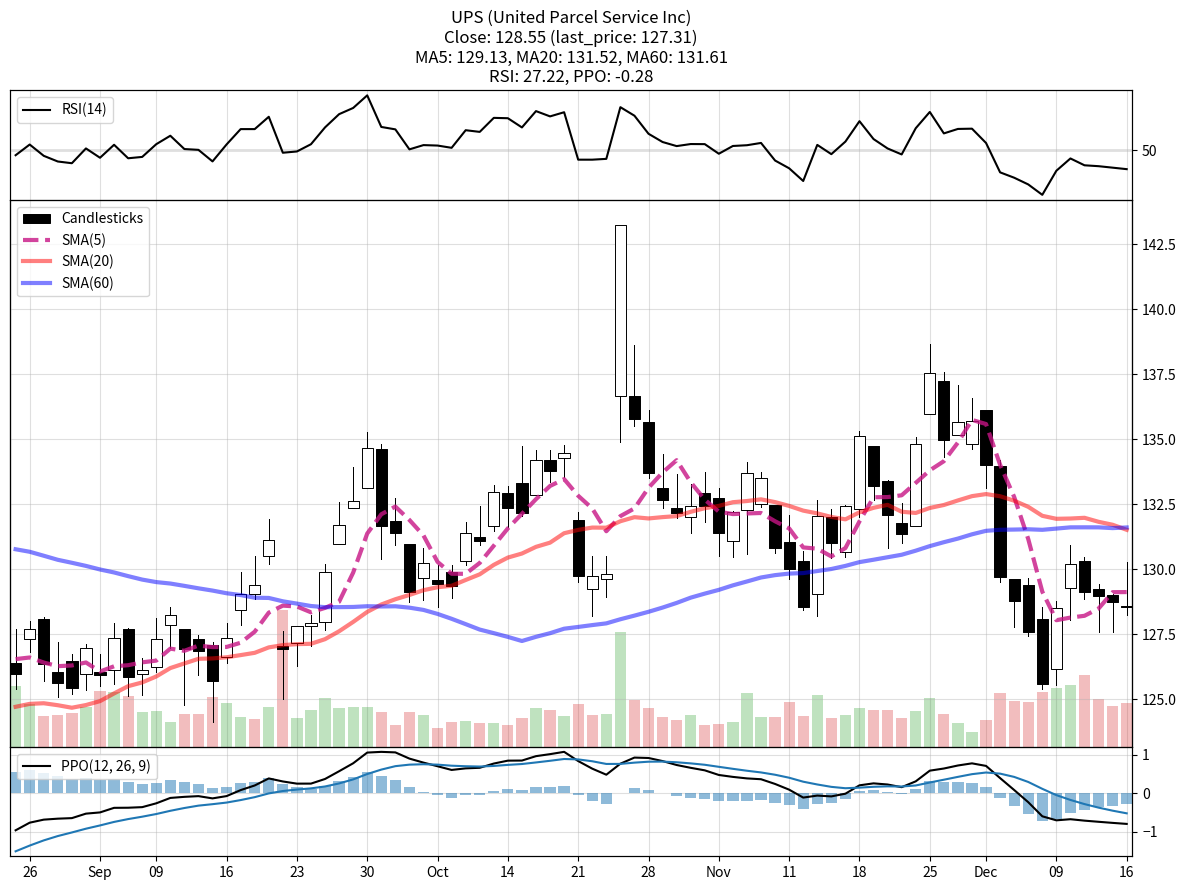 UPS (United Parcel Service Inc)
Close: 128.55 (last_price: 127.31)
MA5: 129.13, MA20: 131.52, MA60: 131.61
RSI: 27.22, PPO: -0.28
RSI(14)
50
Candlesticks
SMA(5)
SMA(20)
SMA(60)
142.5
140.0
137.5
135.0
132.5
130.0
127.5
125.0
PPO(12, 26, 9)
1
0
−1
26 Sep 09 16 23 30 Oct 14 21 28 Nov 11 18 25 Dec 09 16